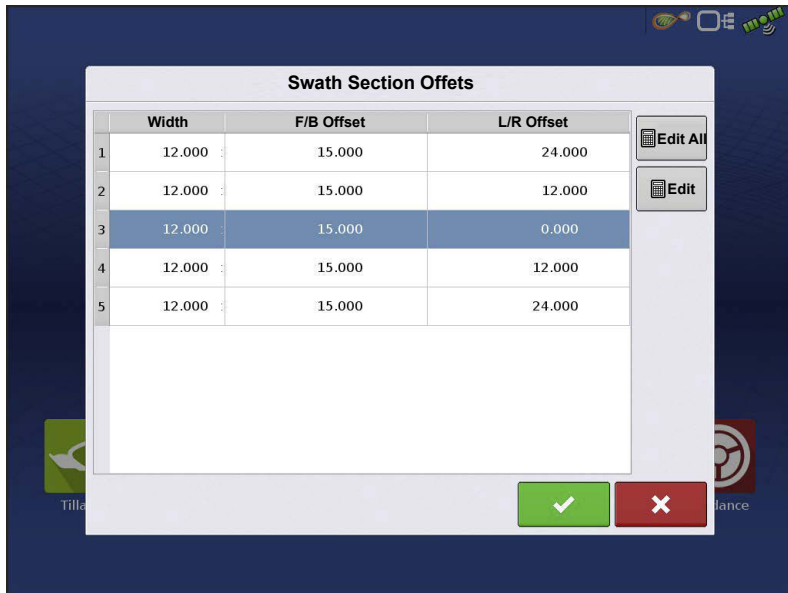 Swath Section Offets
Width F/B Offset L/R Offset
1 12.000 15.000 24.000
2 12.000 15.000 12.000
3 12.000 15.000 0.000
4 12.000 15.000 12.000
5 12.000 15.000 24.000
Edit All
Edit
Tilla
dance